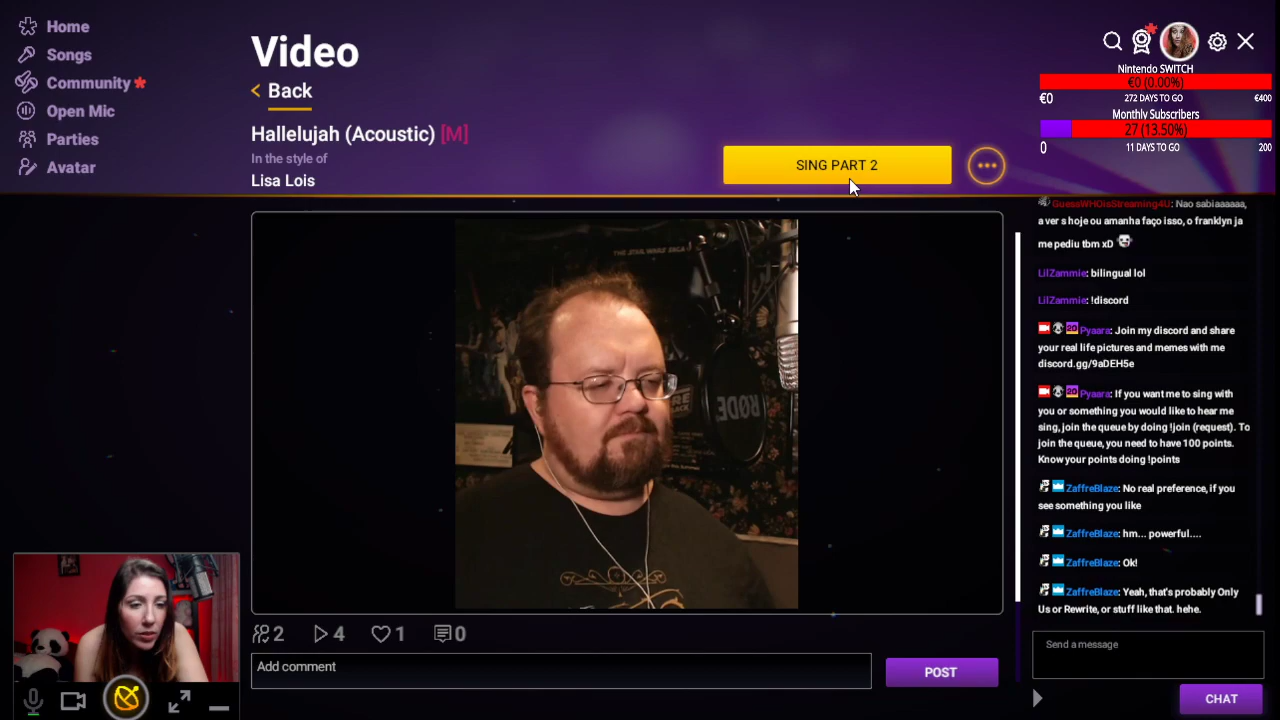 Home
Songs
Community *
Open Mic
Parties
Avatar
Video
< Back
Hallelujah (Acoustic) [M]
In the style of
Lisa Lois
SING PART 2
THE STAR WARS SAGA
RØDE
2
4
1
0
Add comment
POST
Nintendo SWITCH
€0 (0.00%)
€0 272 DAYS TO GO €400
Monthly Subscribers
27 (13.50%)
0 11 DAYS TO GO 200
GuessWHOisStreaming4U: Nao sabiaaaaaa,
a ver s hoje ou amanha faço isso, o franklyn ja
me pediu tbm xD
LilZammie: bilingual lol
LilZammie: !discord
Pyaara: Join my discord and share
your real life pictures and memes with me
discord.gg/9aDEH5e
Pyaara: If you want me to sing with
you or something you would like to hear me
sing, join the queue by doing !join (request). To
join the queue, you need to have 100 points.
Know your points doing !points
ZaffreBlaze: No real preference, if you
see something you like
ZaffreBlaze: hm... powerful....
ZaffreBlaze: Ok!
ZaffreBlaze: Yeah, that's probably Only
Us or Rewrite, or stuff like that. hehe.
Send a message
CHAT